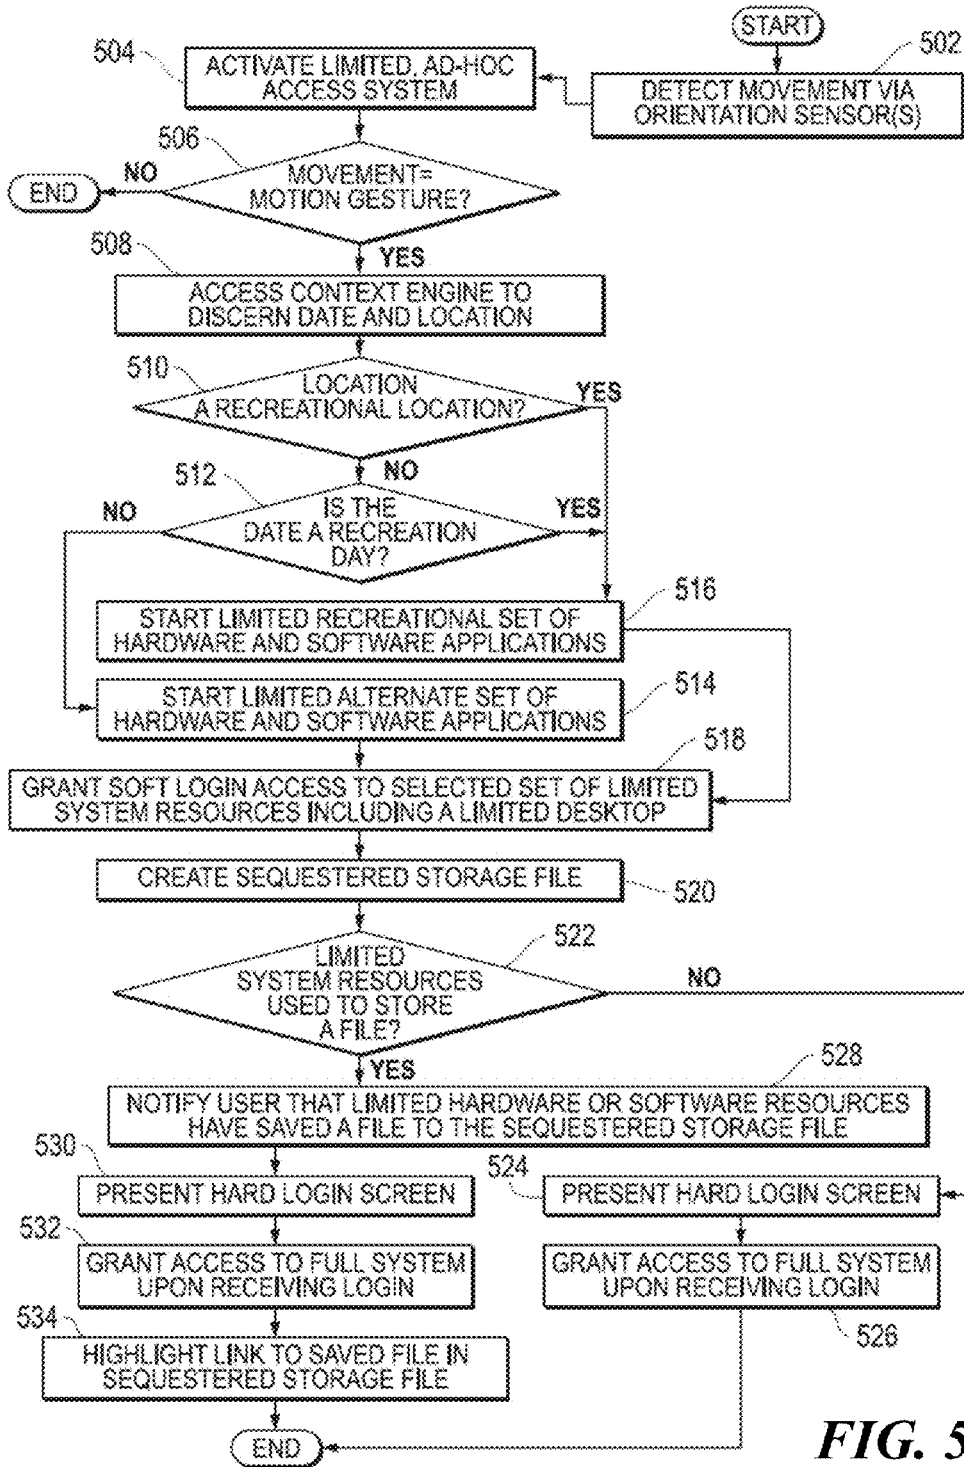 START
502
DETECT MOVEMENT VIA
ORIENTATION SENSOR(S)
504
ACTIVATE LIMITED, AD-HOC
ACCESS SYSTEM
506
MOVEMENT=
MOTION GESTURE?
NO
END
YES
508
ACCESS CONTEXT ENGINE TO
DISCERN DATE AND LOCATION
510
LOCATION
A RECREATIONAL LOCATION?
YES
NO
512
IS THE
DATE A RECREATION
DAY?
NO
YES
516
START LIMITED RECREATIONAL SET OF
HARDWARE AND SOFTWARE APPLICATIONS
514
START LIMITED ALTERNATE SET OF
HARDWARE AND SOFTWARE APPLICATIONS
518
GRANT SOFT LOGIN ACCESS TO SELECTED SET OF LIMITED
SYSTEM RESOURCES INCLUDING A LIMITED DESKTOP
CREATE SEQUESTERED STORAGE FILE
520
522
LIMITED
SYSTEM RESOURCES
USED TO STORE
A FILE?
NO
YES
528
NOTIFY USER THAT LIMITED HARDWARE OR SOFTWARE RESOURCES
HAVE SAVED A FILE TO THE SEQUESTERED STORAGE FILE
530
PRESENT HARD LOGIN SCREEN
524
PRESENT HARD LOGIN SCREEN
532
GRANT ACCESS TO FULL SYSTEM
UPON RECEIVING LOGIN
GRANT ACCESS TO FULL SYSTEM
UPON RECEIVING LOGIN
526
534
HIGHLIGHT LINK TO SAVED FILE IN
SEQUESTERED STORAGE FILE
END
FIG. 5